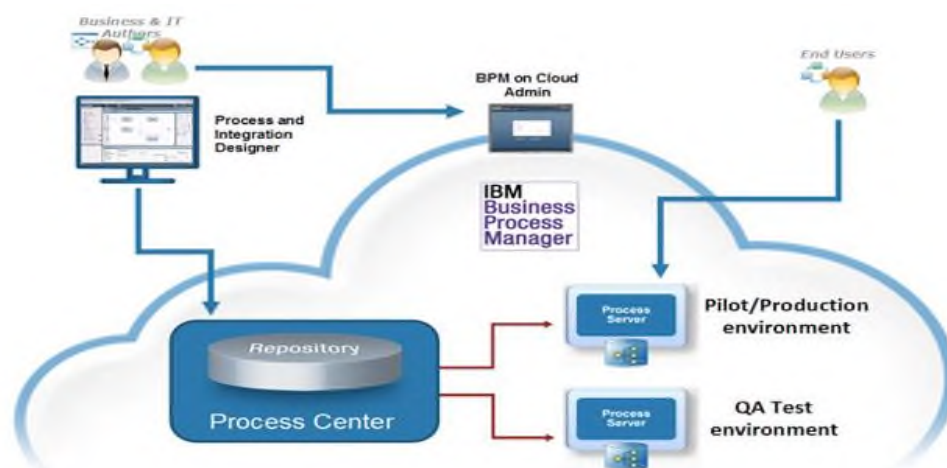 Business & IT
Authors
End Users
BPM on Cloud
Admin
Process and
Integration
Designer
IBM
Business
Process
Manager
Process
Server
Pilot/Production
environment
Repository
Process Center
Process
Server
QA Test
environment